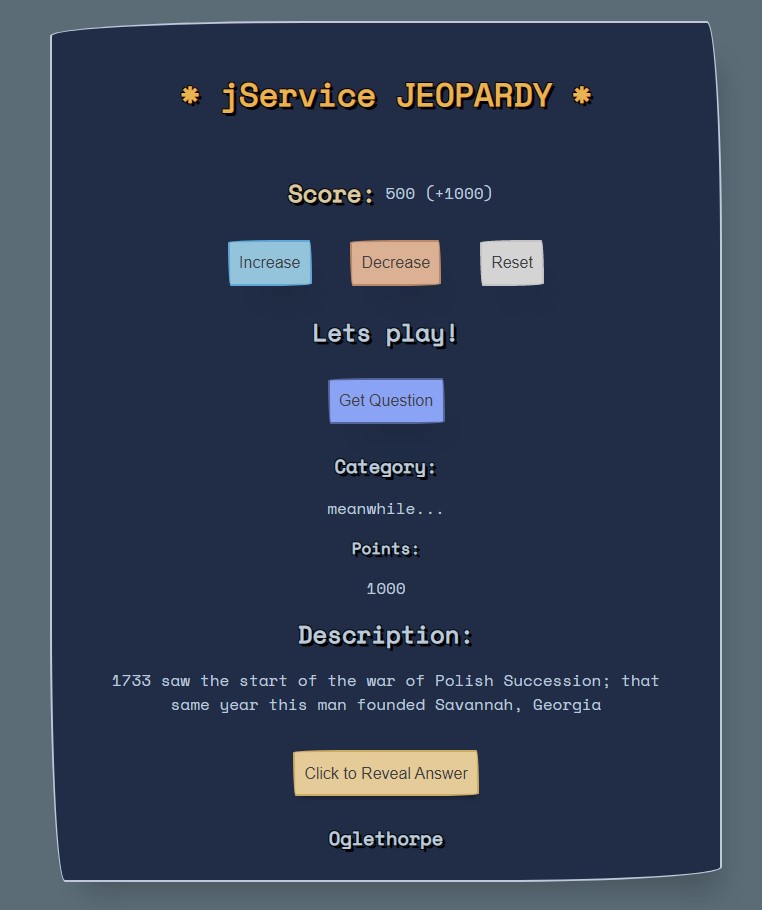 * jService JEOPARDY *
Score: 500 (+1000)
Increase Decrease Reset
Lets play!
Get Question
Category:
meanwhile...
Points:
1000
Description:
1733 saw the start of the war of Polish Succession; that
same year this man founded Savannah, Georgia
Click to Reveal Answer
Oglethorpe